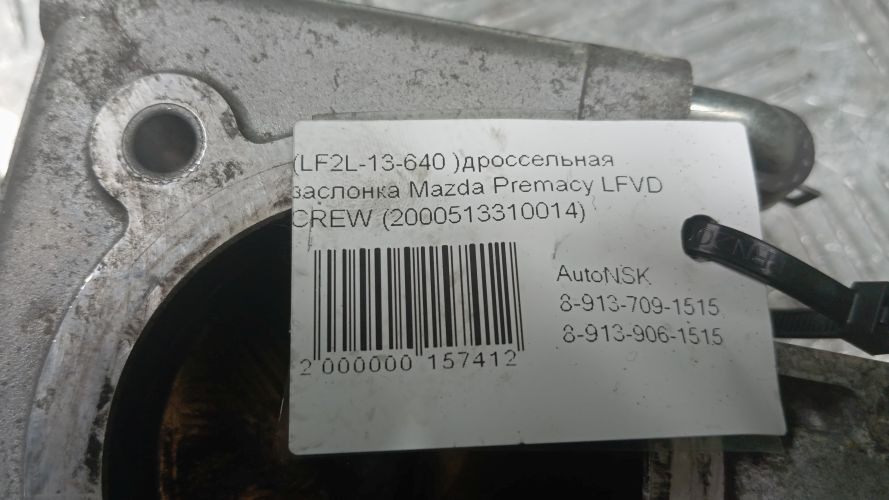 (LF2L-13-640 )дроссельная
заслонка Mazda Premacy LFVD
CREW (2000513310014)
AutoNSK
8-913-709-1515
8-913-906-1515
2 000000 157412